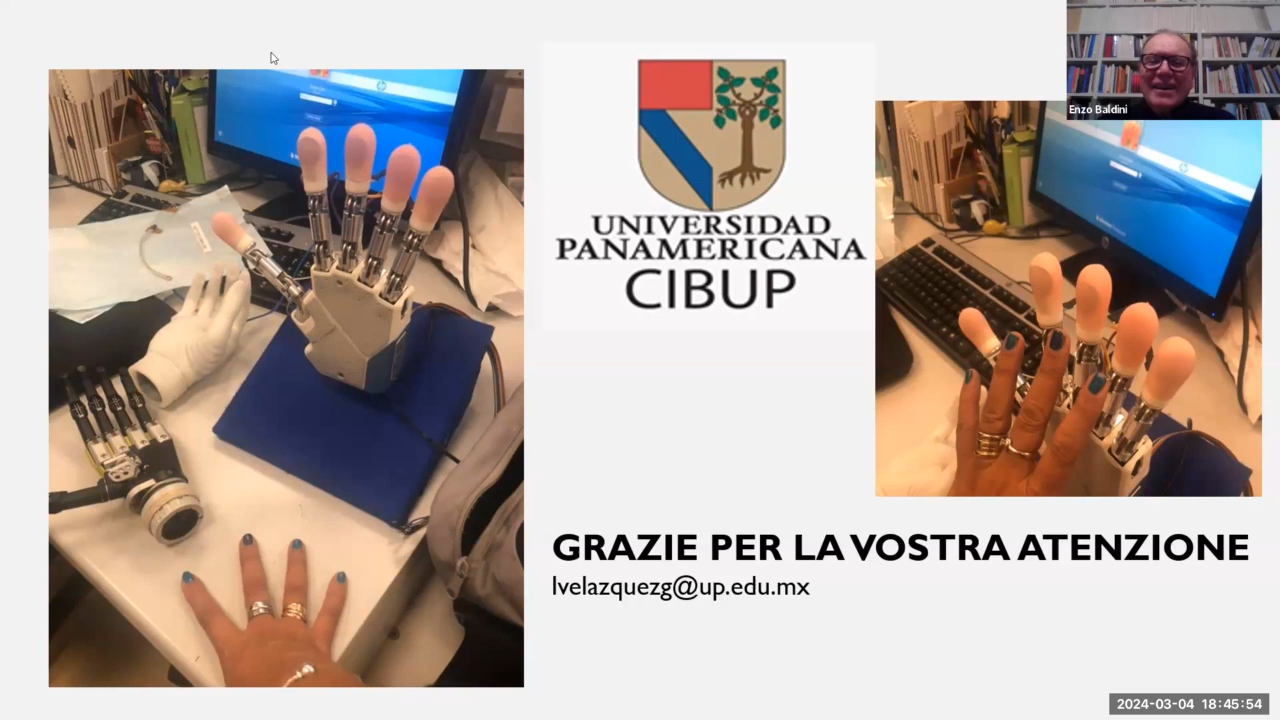 Enzo Baldini
UNIVERSIDAD
PANAMERICANA
CIBUP
GRAZIE PER LA VOSTRA ATENZIONE
lvelazquezg@up.edu.mx
2024-03-04 18:45:54